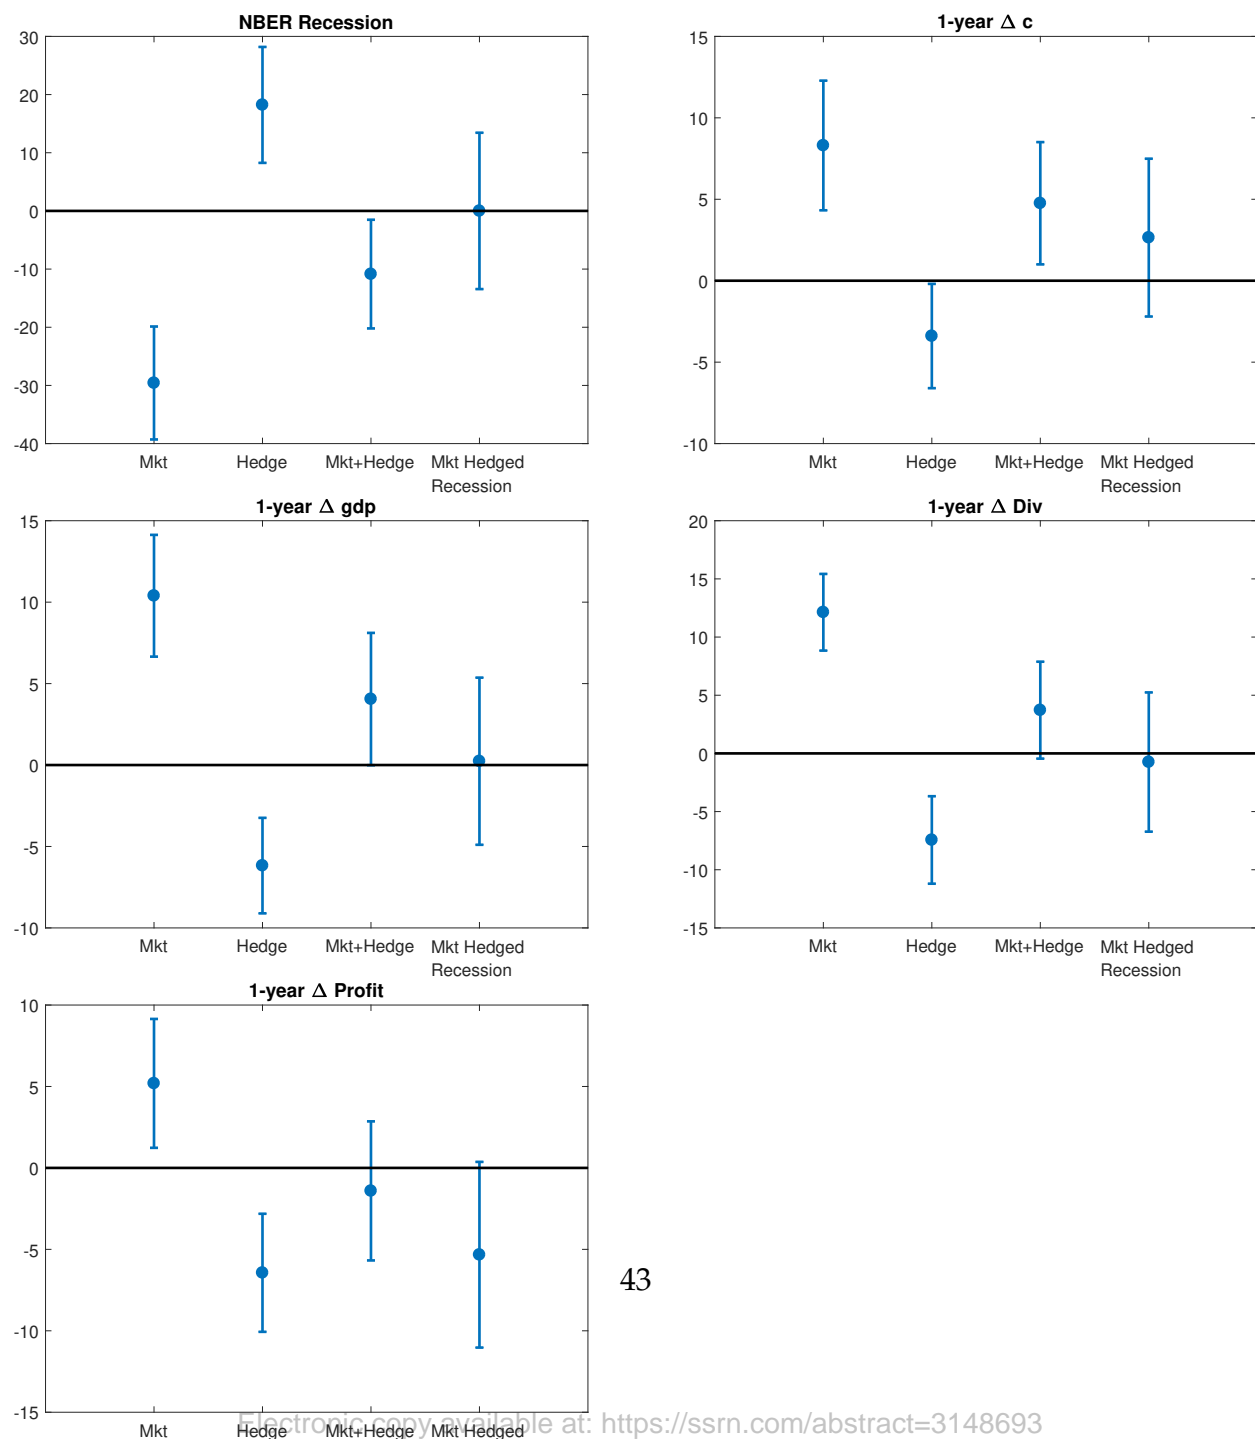 NBER Recession
30
20
10
0
-10
-20
-30
-40
Mkt Hedge Mkt+Hedge Mkt Hedged
Recession
1-year Δ c
15
10
5
0
-5
-10
Mkt Hedge Mkt+Hedge Mkt Hedged
Recession
1-year Δ gdp
15
10
5
0
-5
-10
Mkt Hedge Mkt+Hedge Mkt Hedged
Recession
1-year Δ Div
20
15
10
5
0
-5
-10
-15
Mkt Hedge Mkt+Hedge Mkt Hedged
Recession
1-year Δ Profit
10
5
0
-5
-10
-15
Mkt Hedge Mkt+Hedge Mkt Hedged
43
Electronic copy available at: https://ssrn.com/abstract=3148693